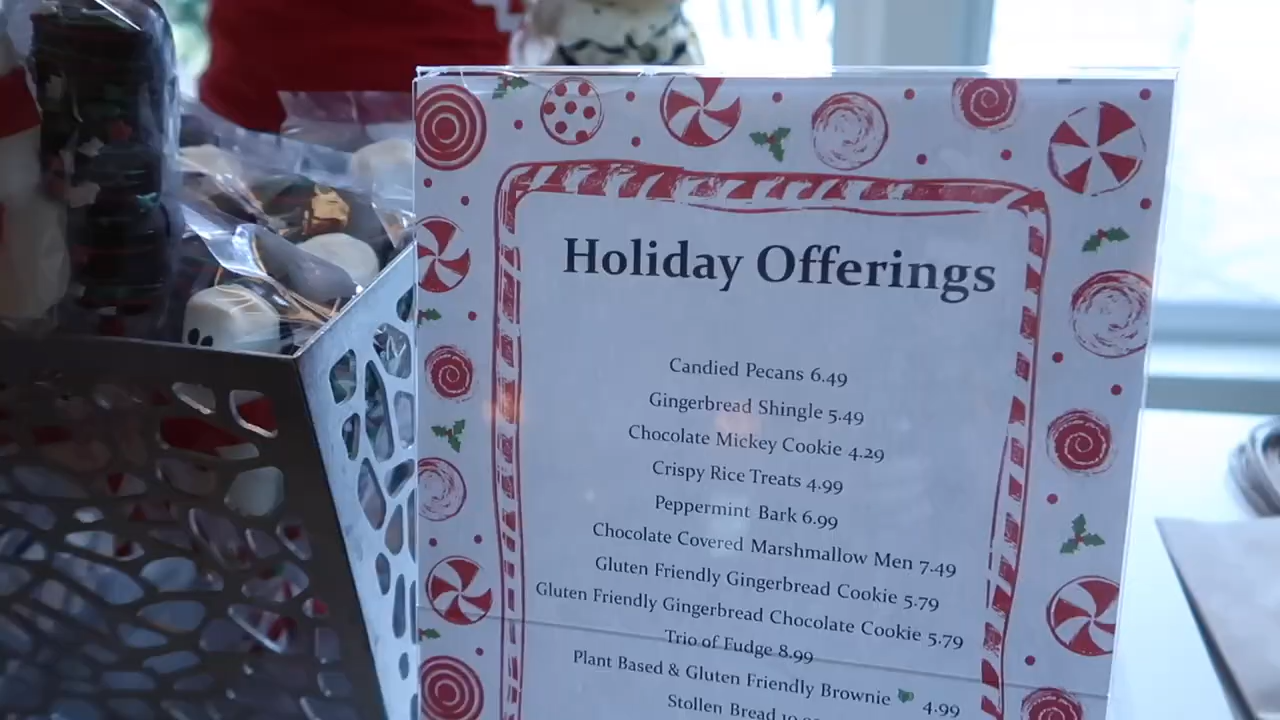 Holiday Offerings
Candied Pecans 6.49
Gingerbread Shingle 5.49
Chocolate Mickey Cookie 4.29
Crispy Rice Treats 4.99
Peppermint Bark 6.99
Chocolate Covered Marshmallow Men 7.49
Gluten Friendly Gingerbread Cookie 5.79
Gluten Friendly Gingerbread Chocolate Cookie 5.79
Trio of Fudge 8.99
Plant Based & Gluten Friendly Brownie 4.99
Stollen Bread